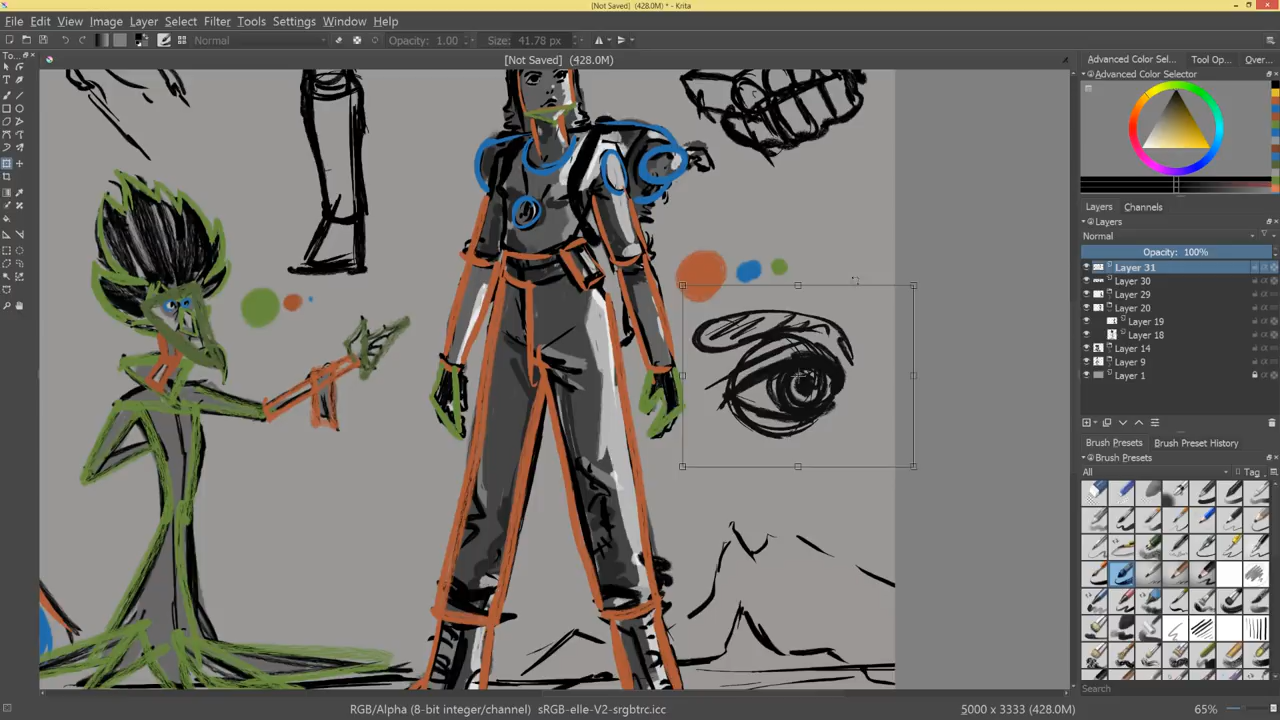 [Not Saved] (428.0M) * - Krita
File Edit View Image Layer Select Filter Tools Settings Window Help
Normal
Opacity: 1.00
Size: 41.78 px
To...
[Not Saved] (428.0M)
Advanced Color Sel... Tool Op... Over...
Advanced Color Selector
Layers Channels
Layers
Normal
Opacity: 100%
Layer 31
Layer 30
Layer 29
Layer 20
Layer 19
Layer 18
Layer 14
Layer 9
Layer 1
Brush Presets Brush Preset History
Brush Presets
All Tag
Search
RGB/Alpha (8-bit integer/channel) sRGB-elle-V2-srgbtrc.icc
5000 x 3333 (428.0M)
65%